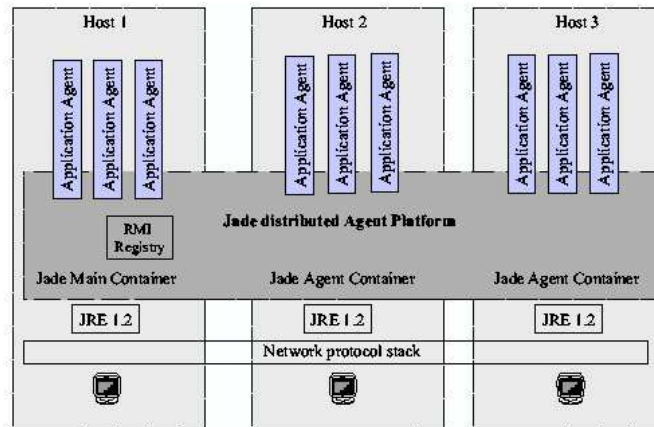 Host 1
Host 2
Host 3
Application Agent
Application Agent
Application Agent
Application Agent
Application Agent
Application Agent
Application Agent
Application Agent
Application Agent
Jade distributed Agent Platform
RMI
Registry
Jade Main Container
Jade Agent Container
Jade Agent Container
JRE 1.2
JRE 1.2
JRE 1.2
Network protocol stack